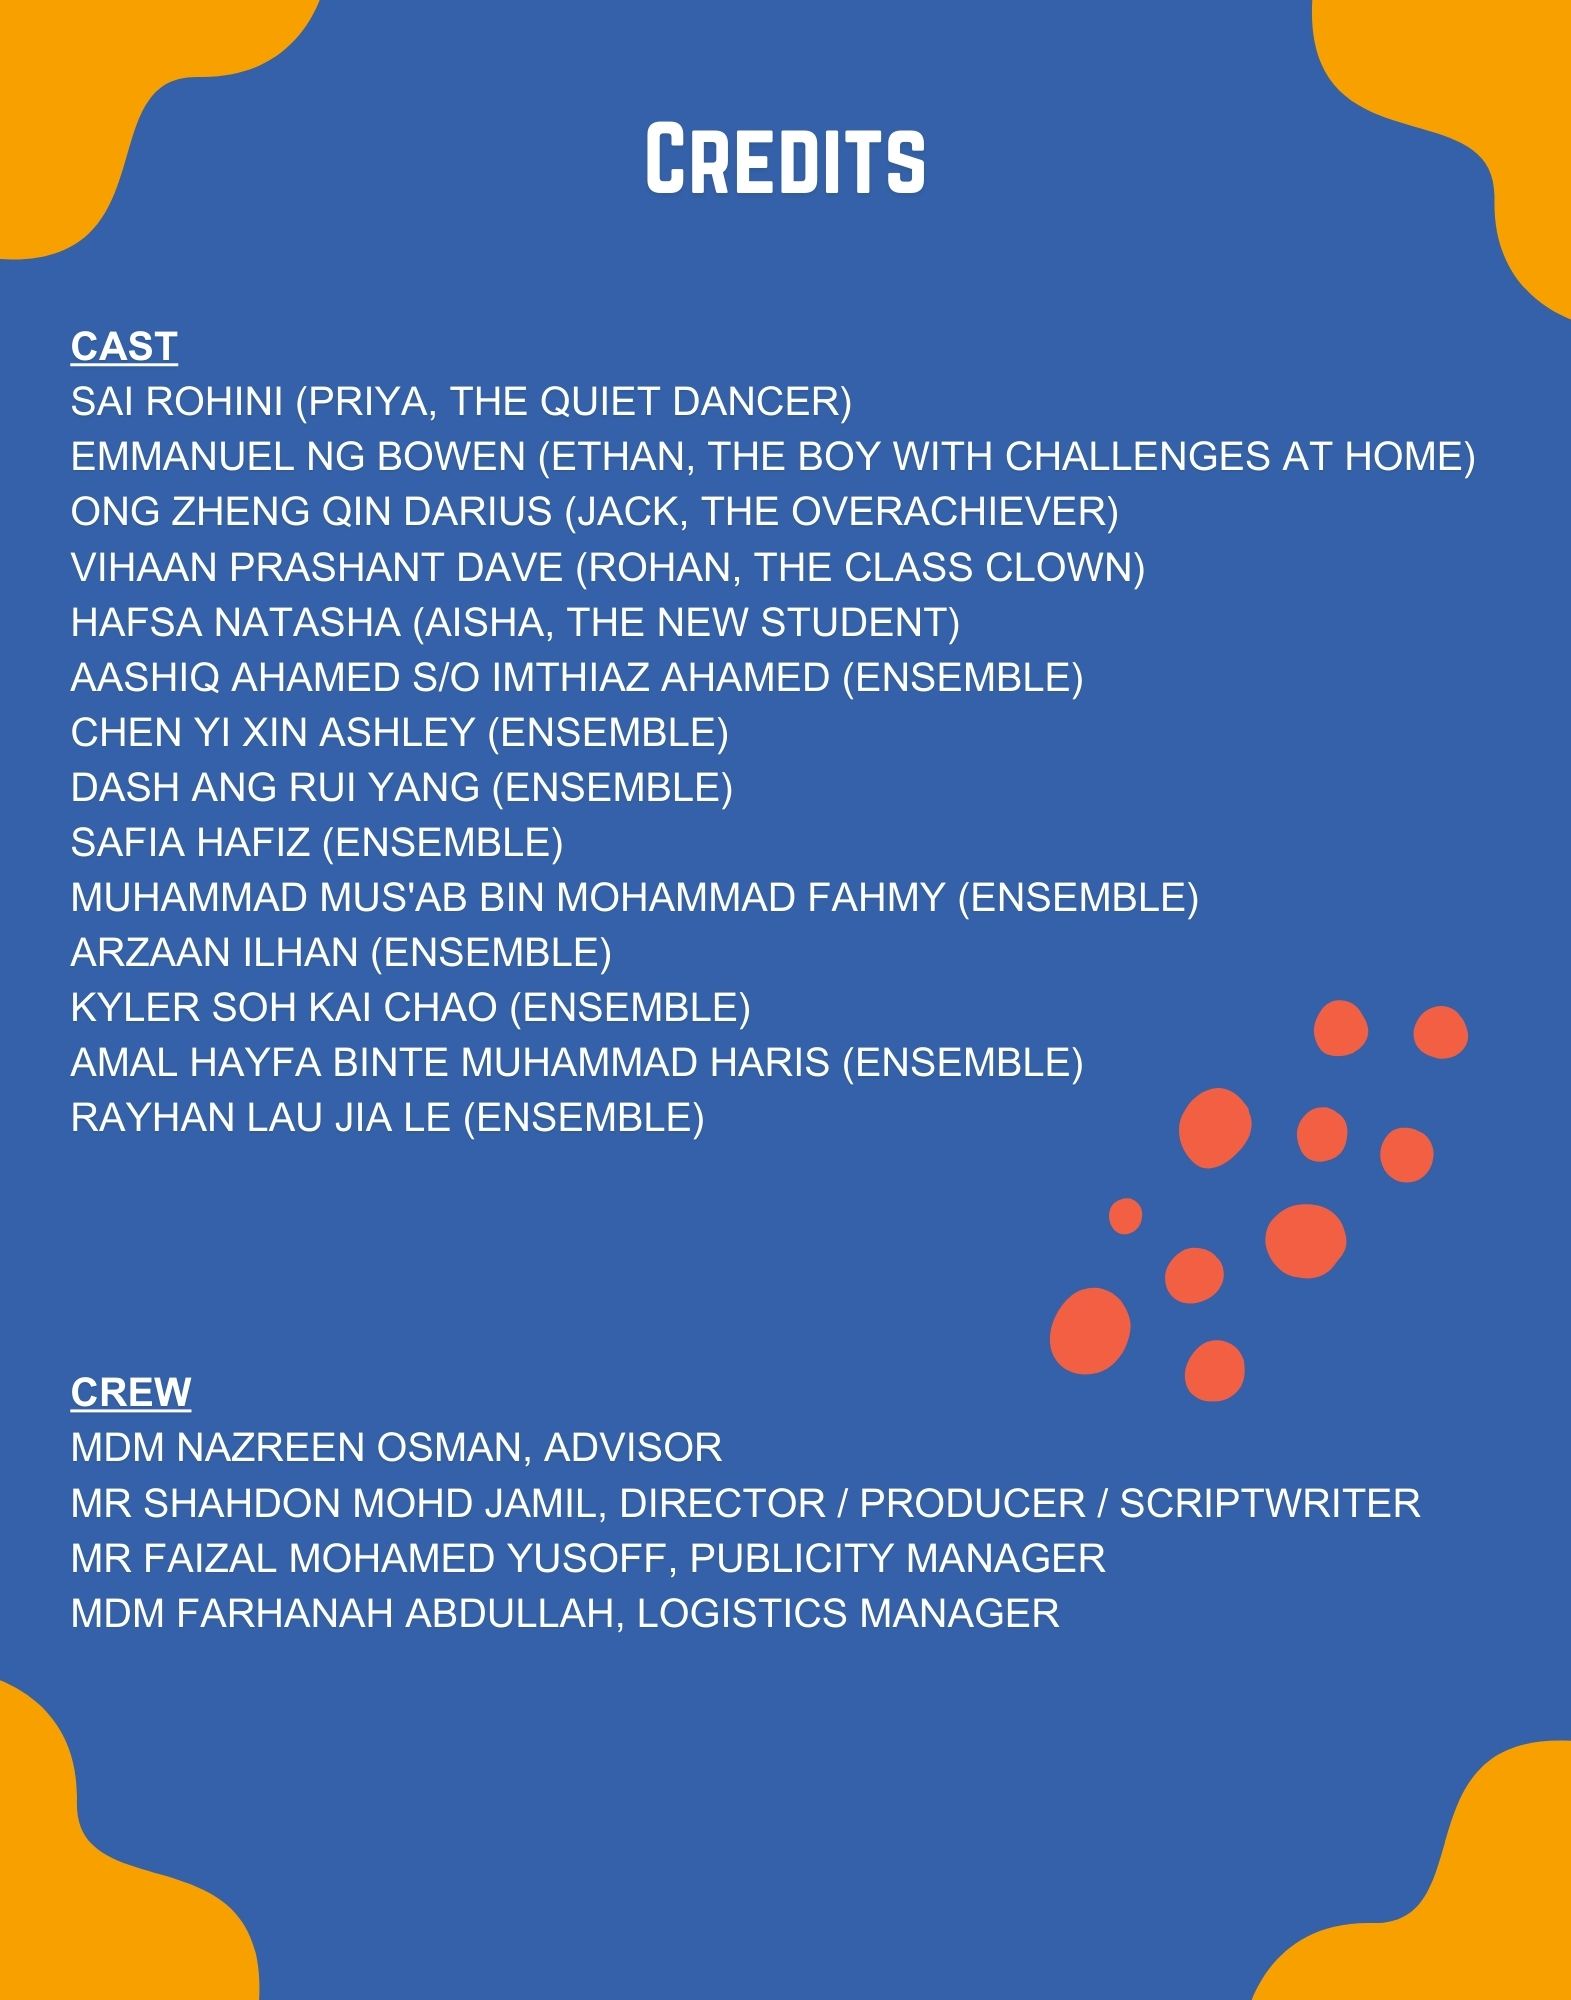 CREDITS
CAST
SAI ROHINI (PRIYA, THE QUIET DANCER)
EMMANUEL NG BOWEN (ETHAN, THE BOY WITH CHALLENGES AT HOME)
ONG ZHENG QIN DARIUS (JACK, THE OVERACHIEVER)
VIHAAN PRASHANT DAVE (ROHAN, THE CLASS CLOWN)
HAFSA NATASHA (AISHA, THE NEW STUDENT)
AASHIQ AHAMED S/O IMTHIAZ AHAMED (ENSEMBLE)
CHEN YI XIN ASHLEY (ENSEMBLE)
DASH ANG RUI YANG (ENSEMBLE)
SAFIA HAFIZ (ENSEMBLE)
MUHAMMAD MUS'AB BIN MOHAMMAD FAHMY (ENSEMBLE)
ARZAAN ILHAN (ENSEMBLE)
KYLER SOH KAI CHAO (ENSEMBLE)
AMAL HAYFA BINTE MUHAMMAD HARIS (ENSEMBLE)
RAYHAN LAU JIA LE (ENSEMBLE)
CREW
MDM NAZREEN OSMAN, ADVISOR
MR SHAHDON MOHD JAMIL, DIRECTOR / PRODUCER / SCRIPTWRITER
MR FAIZAL MOHAMED YUSOFF, PUBLICITY MANAGER
MDM FARHANAH ABDULLAH, LOGISTICS MANAGER